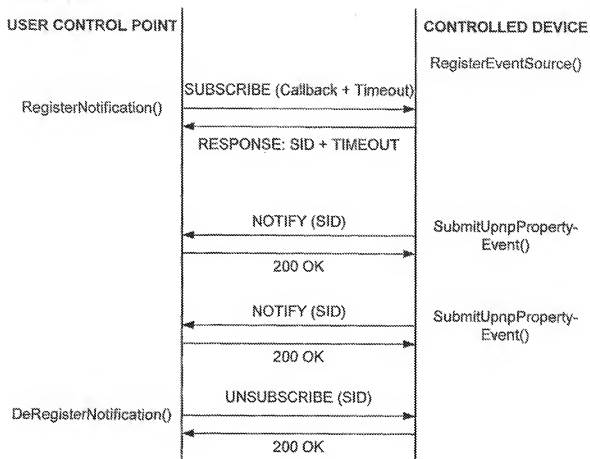 USER CONTROL POINT
CONTROLLED DEVICE
RegisterEventSource()
SUBSCRIBE (Callback + Timeout)
RegisterNotification()
RESPONSE: SID + TIMEOUT
NOTIFY (SID)
SubmitUpnpProperty-
Event()
200 OK
NOTIFY (SID)
SubmitUpnpProperty-
Event()
200 OK
UNSUBSCRIBE (SID)
DeRegisterNotification()
200 OK